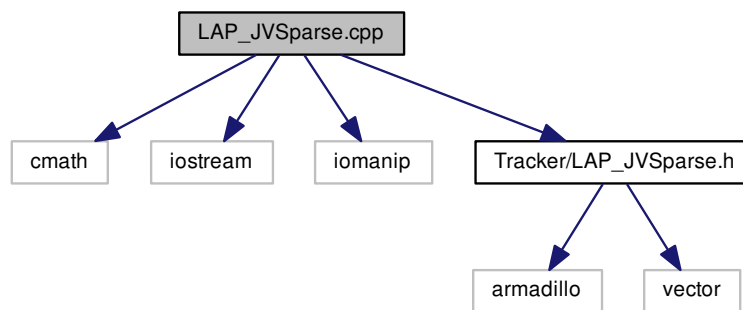 LAP_JVSparse.cpp
cmath
iostream
iomanip
Tracker/LAP_JVSparse.h
armadillo
vector